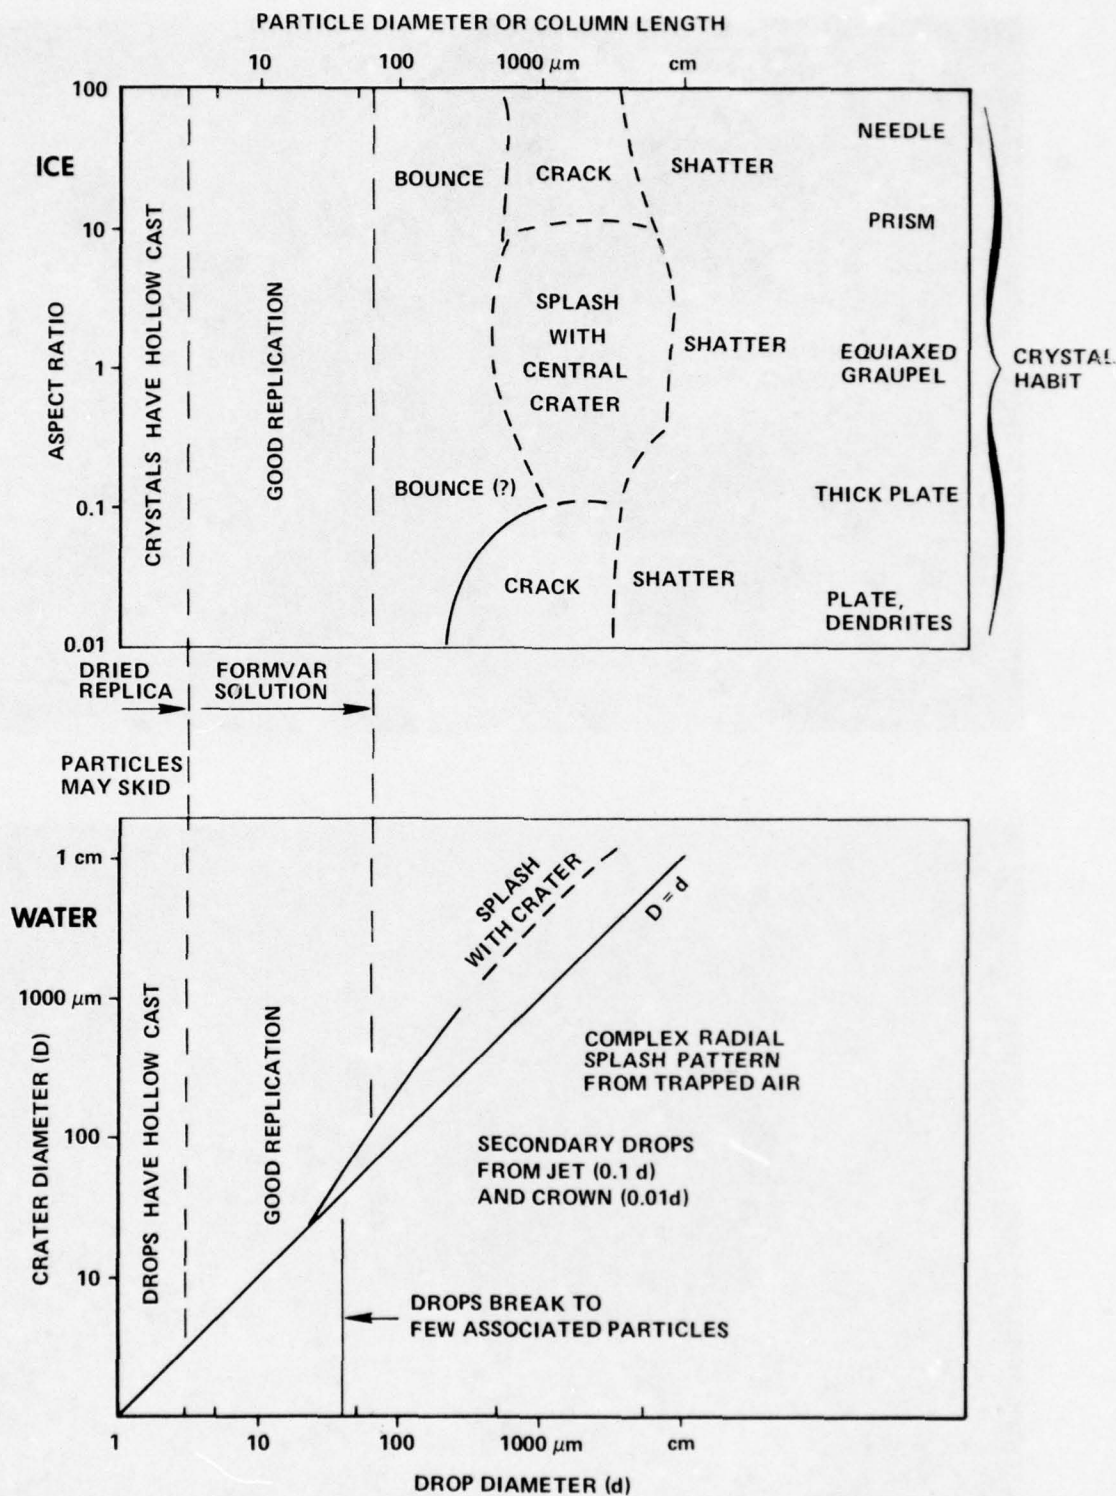 PARTICLE DIAMETER OR COLUMN LENGTH
10 100 1000 μm cm
100
10
1
0.1
0.01
ICE
ASPECT RATIO
CRYSTALS HAVE HOLLOW CAST
GOOD REPLICATION
BOUNCE
CRACK
SHATTER
SPLASH
WITH
CENTRAL
CRATER
SHATTER
BOUNCE (?)
CRACK
SHATTER
NEEDLE
PRISM
EQUIAXED
GRAUPEL
THICK PLATE
PLATE,
DENDRITES
CRYSTAL
HABIT
DRIED
REPLICA
FORMVAR
SOLUTION
PARTICLES
MAY SKID
WATER
1 cm
1000 μm
100
10
CRATER DIAMETER (D)
DROPS HAVE HOLLOW CAST
GOOD REPLICATION
SPLASH
WITH CRATER
D = d
COMPLEX RADIAL
SPLASH PATTERN
FROM TRAPPED AIR
SECONDARY DROPS
FROM JET (0.1 d)
AND CROWN (0.01d)
DROPS BREAK TO
FEW ASSOCIATED PARTICLES
1 10 100 1000 μm cm
DROP DIAMETER (d)